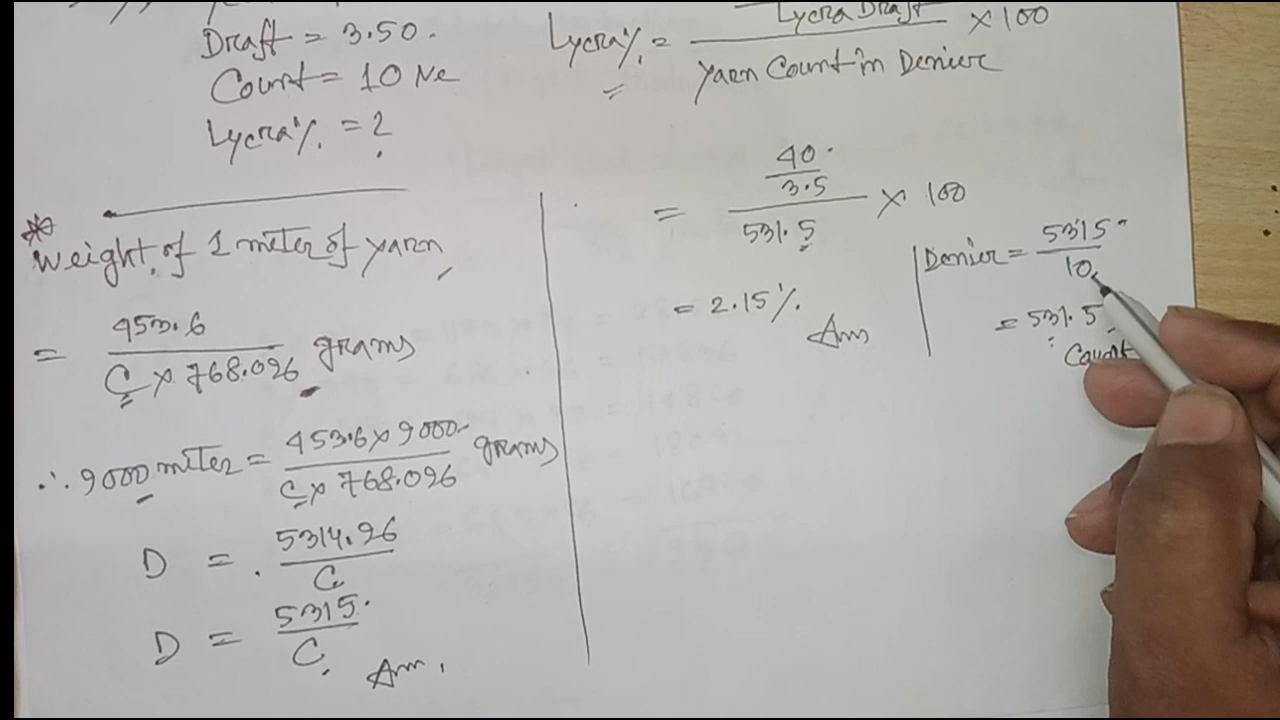 Draft = 3.50.
Count = 10 Ne
Lycra% = ?
Lycra% = Lycra Draft / Yarn Count in Denier × 100
= 40 / 3.5 / 531.5 × 100
= 2.15%
Ans
Denier = 5315 / 10
= 531.5
Count
* Weight of 1 meter of yarn
= 453.6 / C × 768.096 grams
∴ 9000 miter = 453.6 × 9000 / C × 768.096 grams
D = 5314.96 / C
D = 5315 / C
Ans.